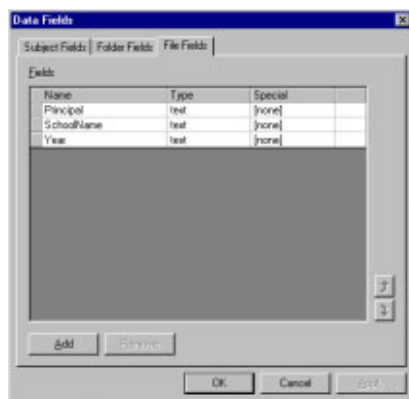 Data Fields
Subject Fields Folder Fields File Fields
Fields
Name Type Special
Principal text [none]
SchoolName text [none]
Year text [none]
Add Remove
OK Cancel Apply